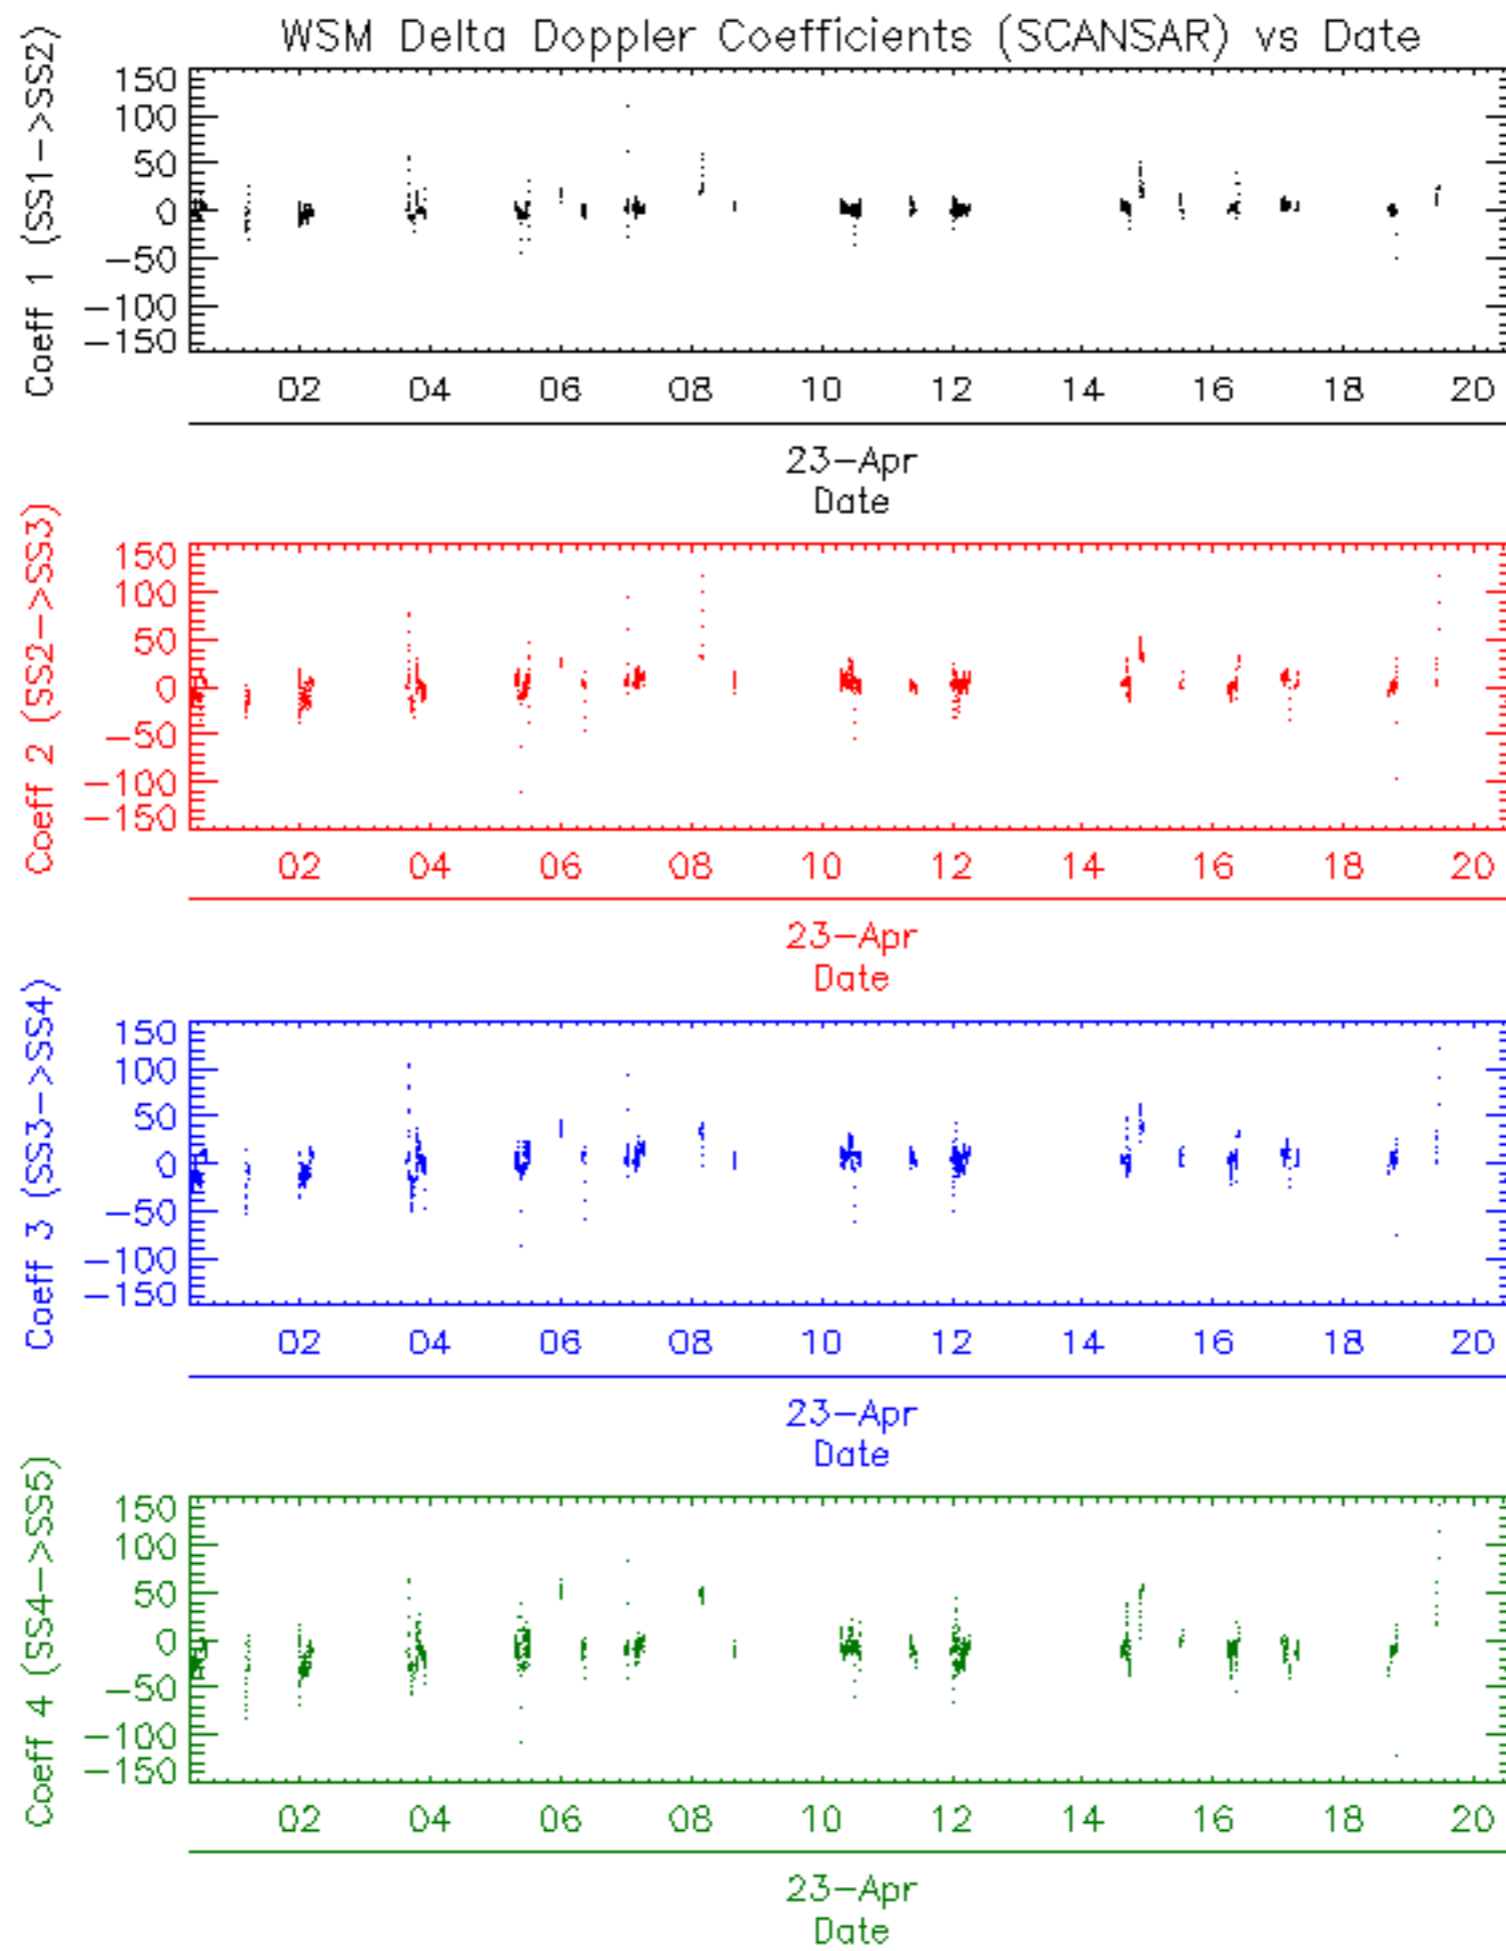 WSM Delta Doppler Coefficients (SCANSAR) vs Date
Coeff 1 (SS1->SS2)
150
100
50
0
-50
-100
-150
02 04 06 08 10 12 14 16 18 20
23-Apr
Date
Coeff 2 (SS2->SS3)
150
100
50
0
-50
-100
-150
02 04 06 08 10 12 14 16 18 20
23-Apr
Date
Coeff 3 (SS3->SS4)
150
100
50
0
-50
-100
-150
02 04 06 08 10 12 14 16 18 20
23-Apr
Date
Coeff 4 (SS4->SS5)
150
100
50
0
-50
-100
-150
02 04 06 08 10 12 14 16 18 20
23-Apr
Date